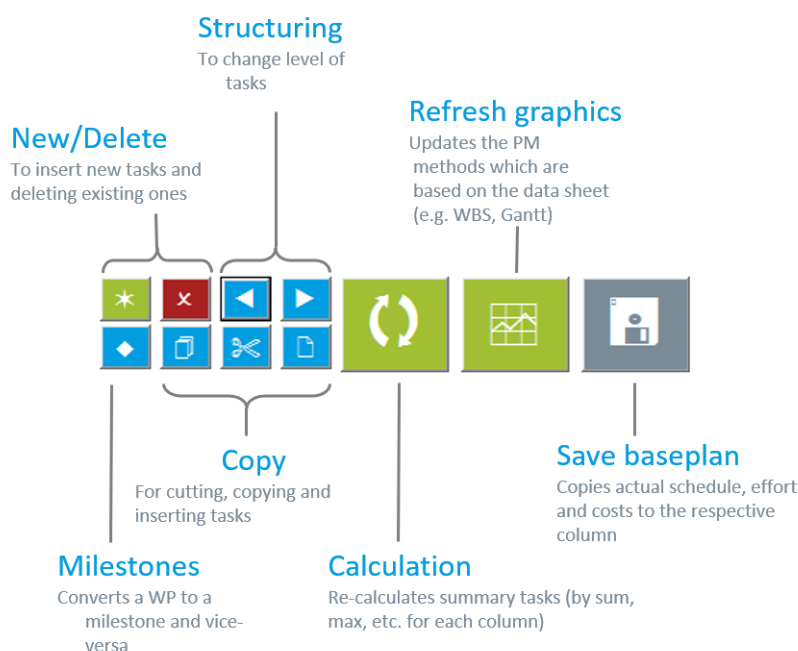 Structuring
To change level of
tasks
Refresh graphics
Updates the PM
methods which are
based on the data sheet
(e.g. WBS, Gantt)
New/Delete
To insert new tasks and
deleting existing ones
Copy
For cutting, copying and
inserting tasks
Save baseplan
Copies actual schedule, effort
and costs to the respective
column
Milestones
Converts a WP to a
milestone and vice-
versa
Calculation
Re-calculates summary tasks (by sum,
max, etc. for each column)